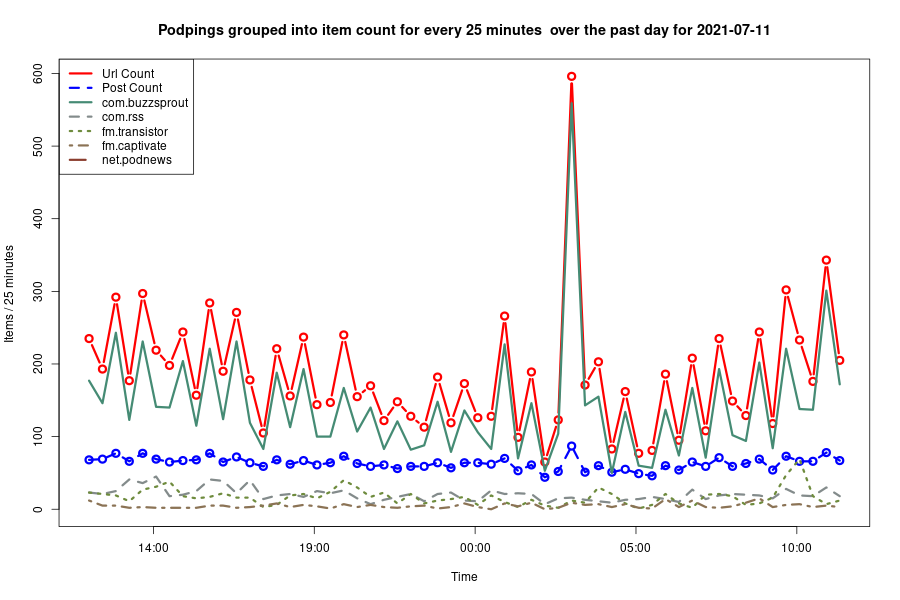 Podpings grouped into item count for every 25 minutes  over the past day for 2021-07-11
Url Count
Post Count
com.buzzsprout
com.rss
fm.transistor
fm.captivate
net.podnews
Items / 25 minutes
600
500
400
300
200
100
0
14:00
19:00
00:00
05:00
10:00
Time